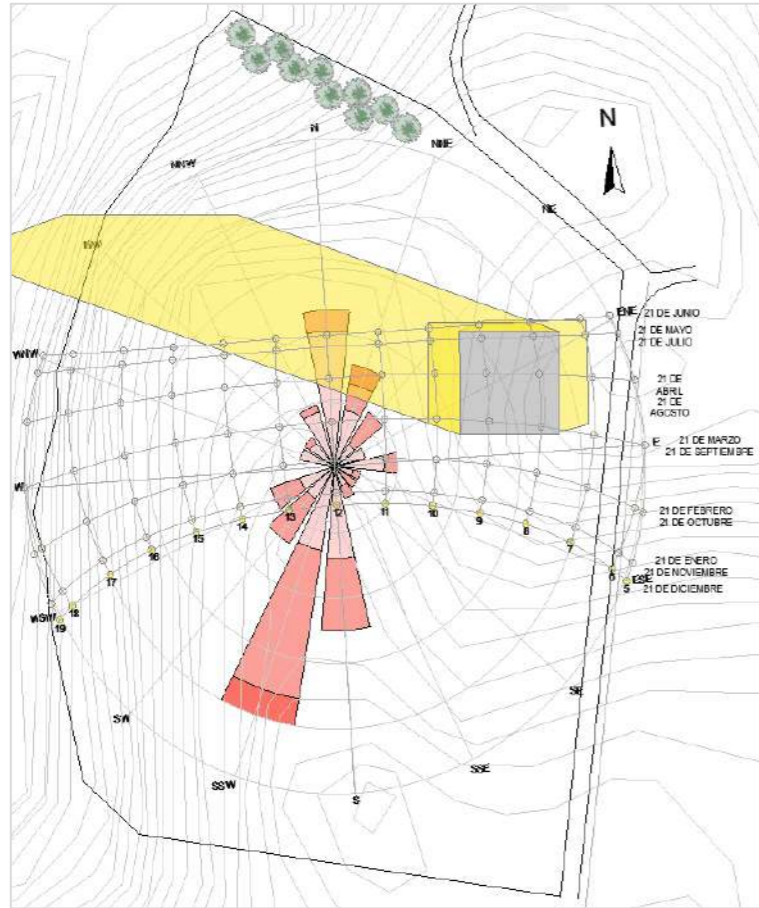 N
NNW
NNE
N
NE
NW
ENE
21 DE JUNIO
21 DE MAYO
21 DE JULIO
WNW
21 DE
ABRIL
21 DE
AGOSTO
E
21 DE MARZO
21 DE SEPTIEMBRE
W
21 DE FEBRERO
21 DE OCTUBRE
13
12
11
10
9
8
7
6
5
14
15
16
17
18
19
21 DE ENERO
21 DE NOVIEMBRE
21 DE DICIEMBRE
ESE
WSW
SW
SE
SSW
SSE
S